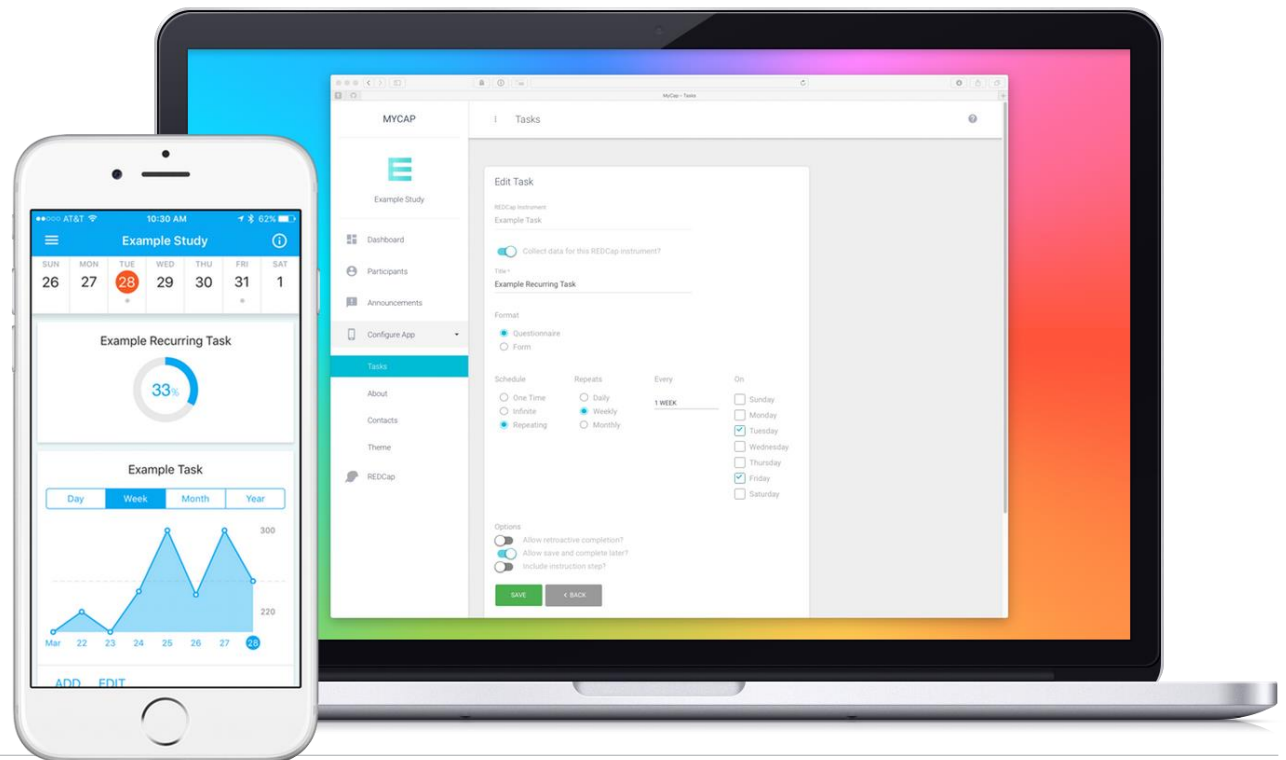 AT&T 10:30 AM 62%
Example Study
SUN MON TUE WED THU FRI SAT
26 27 28 29 30 31 1
Example Recurring Task
33%
Example Task
Day Week Month Year
300
220
Mar 22 23 24 25 26 27 28
ADD EDIT
MyCap - Tasks
MYCAP
E
Example Study
Dashboard
Participants
Announcements
Configure App
Tasks
About
Contacts
Theme
REDCap
Tasks
Edit Task
REDCap Instrument
Example Task
Collect data for this REDCap instrument?
Title *
Example Recurring Task
Format
Questionnaire
Form
Schedule Repeats Every On
One Time Daily 1 WEEK Sunday
Infinite Weekly Monday
Repeating Monthly Tuesday
Wednesday
Thursday
Friday
Saturday
Options
Allow retroactive completion?
Allow save and complete later?
Include instruction step?
SAVE < BACK